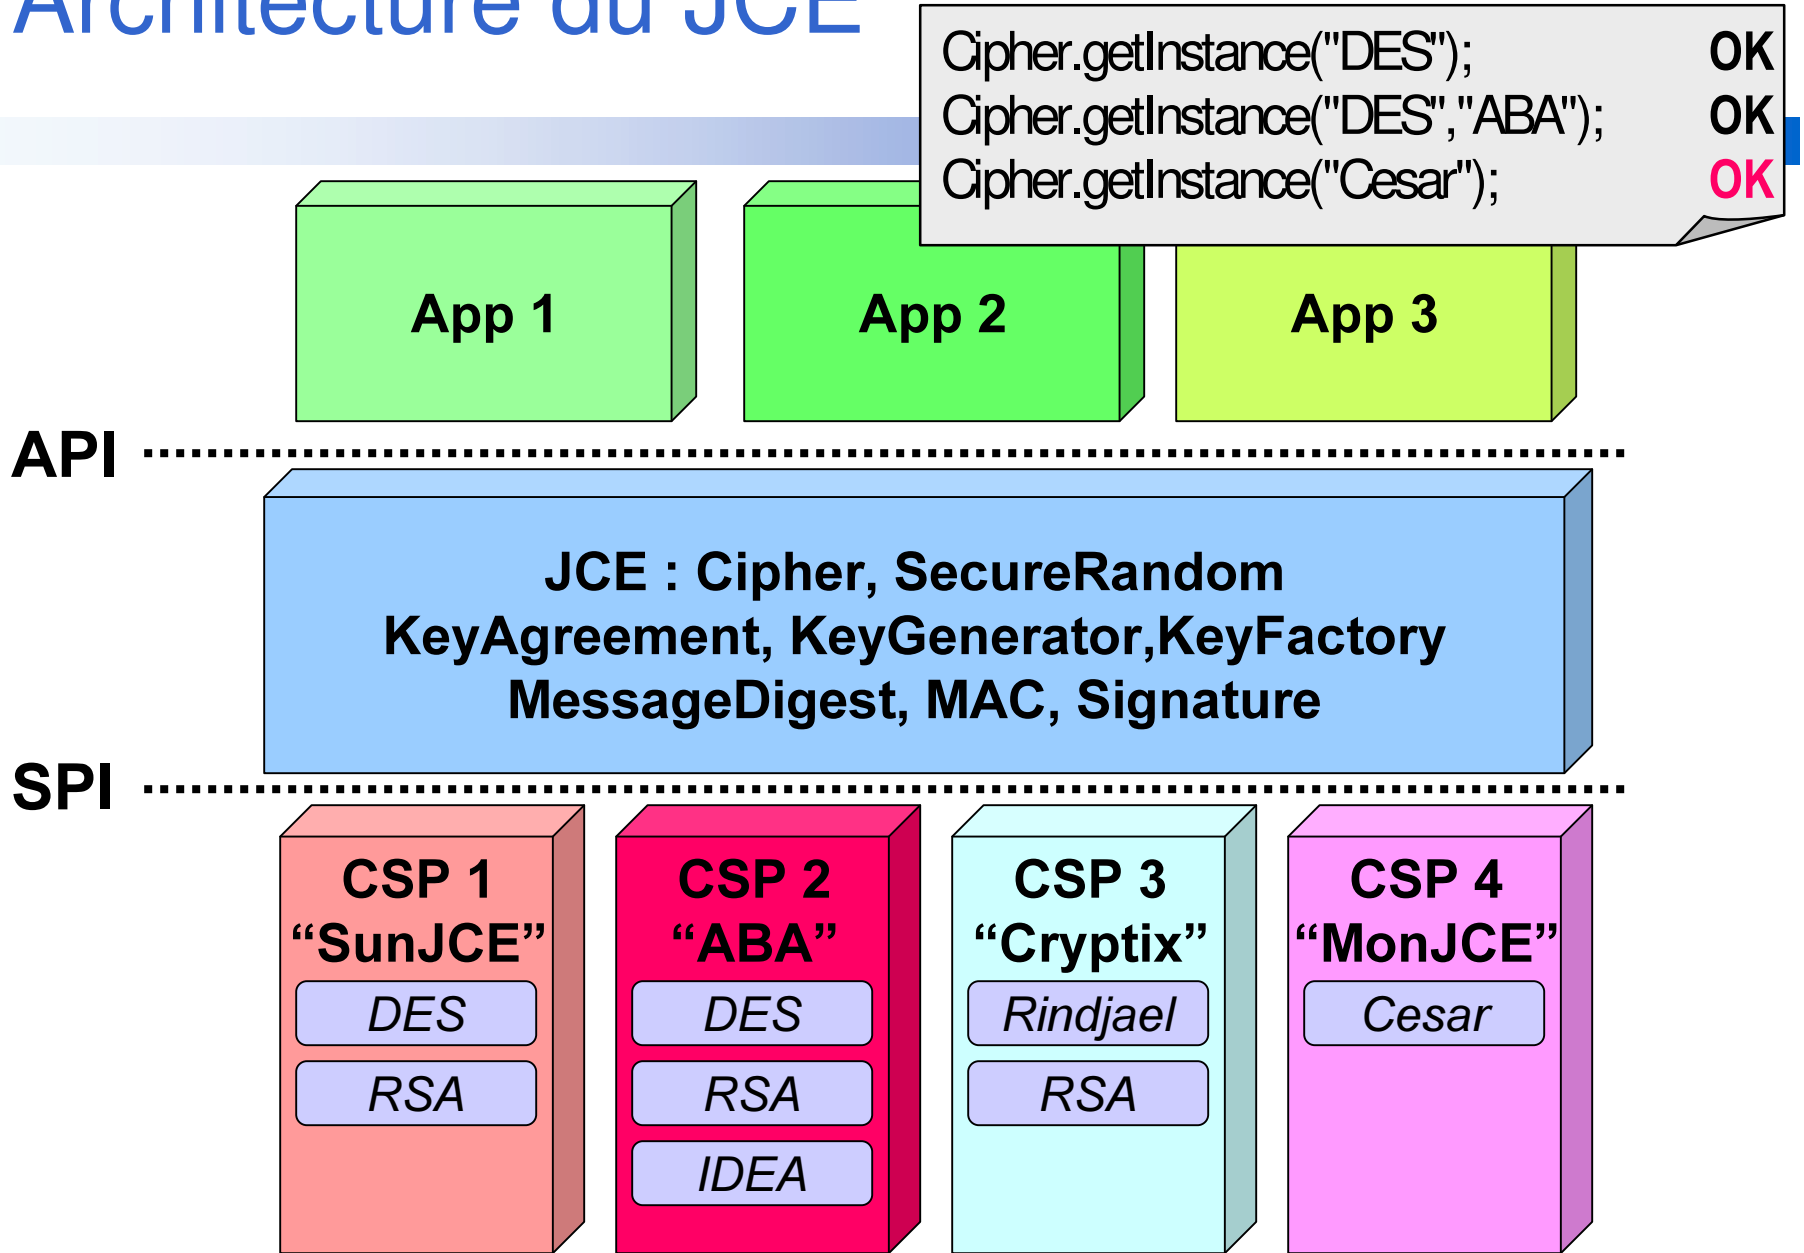 Architecture du JCE
Cipher.getInstance("DES"); OK
Cipher.getInstance("DES","ABA"); OK
Cipher.getInstance("Cesar"); OK
App 1
App 2
App 3
API
JCE : Cipher, SecureRandom
KeyAgreement, KeyGenerator,KeyFactory
MessageDigest, MAC, Signature
SPI
CSP 1
“SunJCE”
DES
RSA
CSP 2
“ABA”
DES
RSA
IDEA
CSP 3
“Cryptix”
Rindjael
RSA
CSP 4
“MonJCE”
Cesar